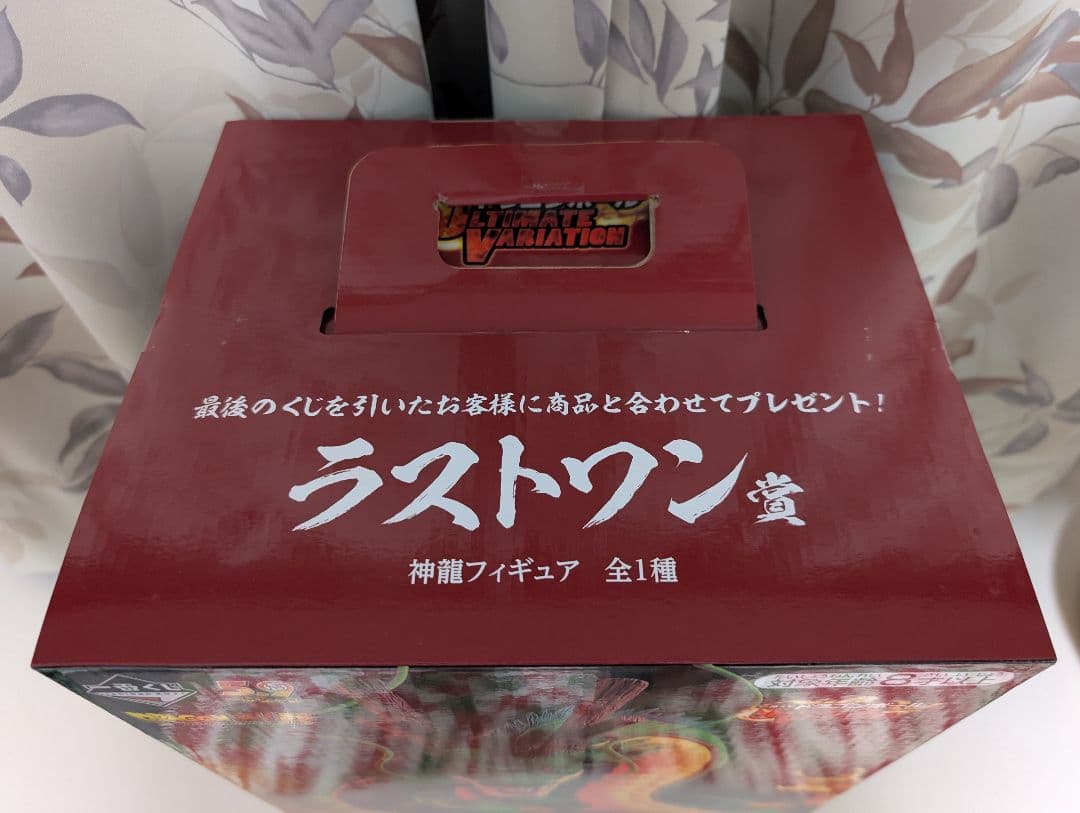 ULTIMATE
VARIATION
最後のくじを引いたお客様に商品と合わせてプレゼント!
ラストワン賞
神龍フィギュア 全1種